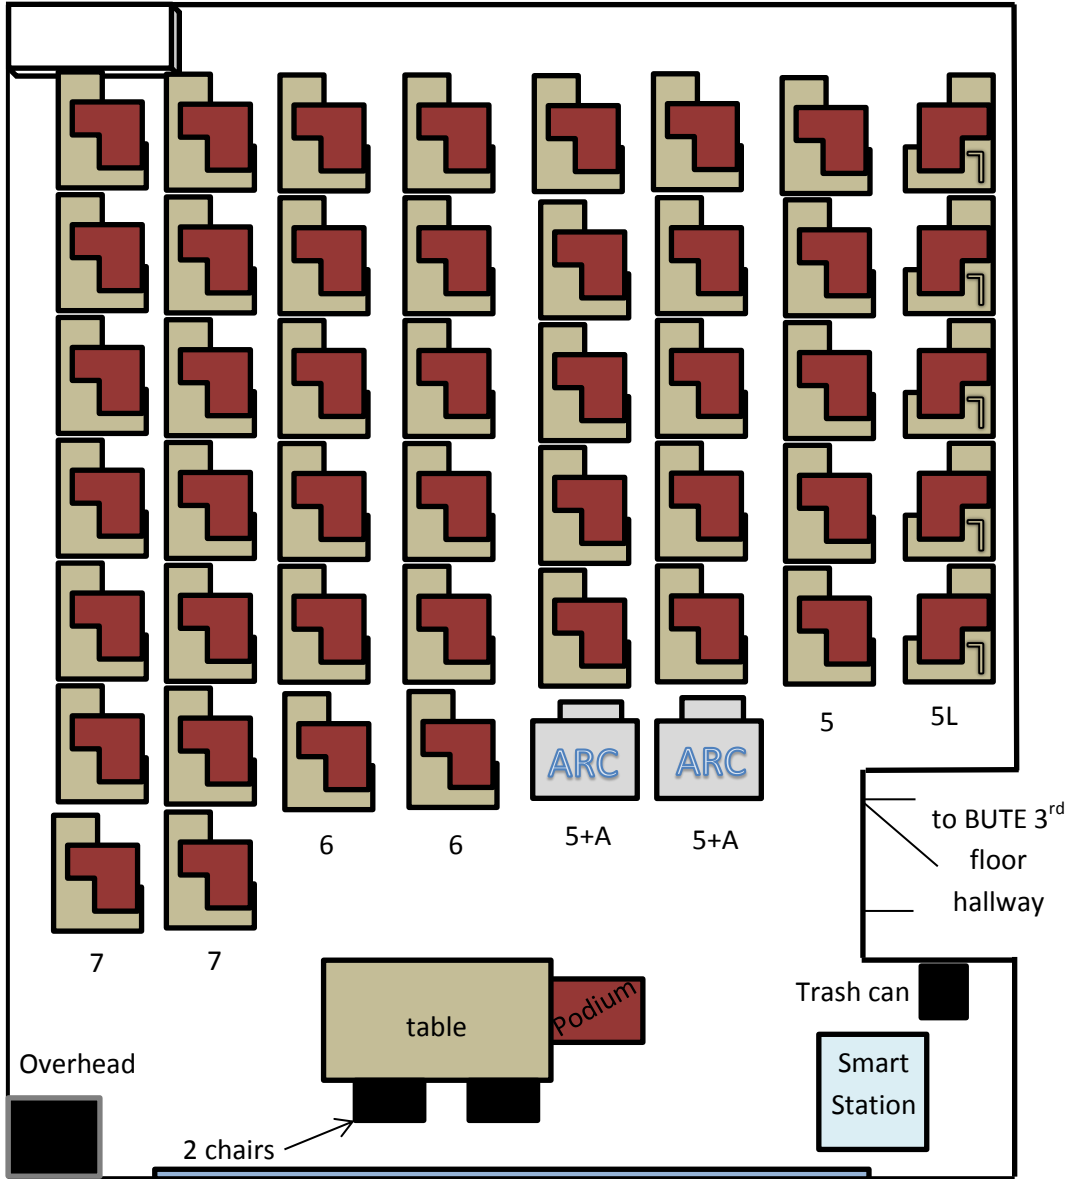 5
5L
ARC
ARC
6
6
5+A
5+A
to BUTE 3rd
floor
hallway
7
7
Trash can
table
Podium
Overhead
Smart
Station
2 chairs